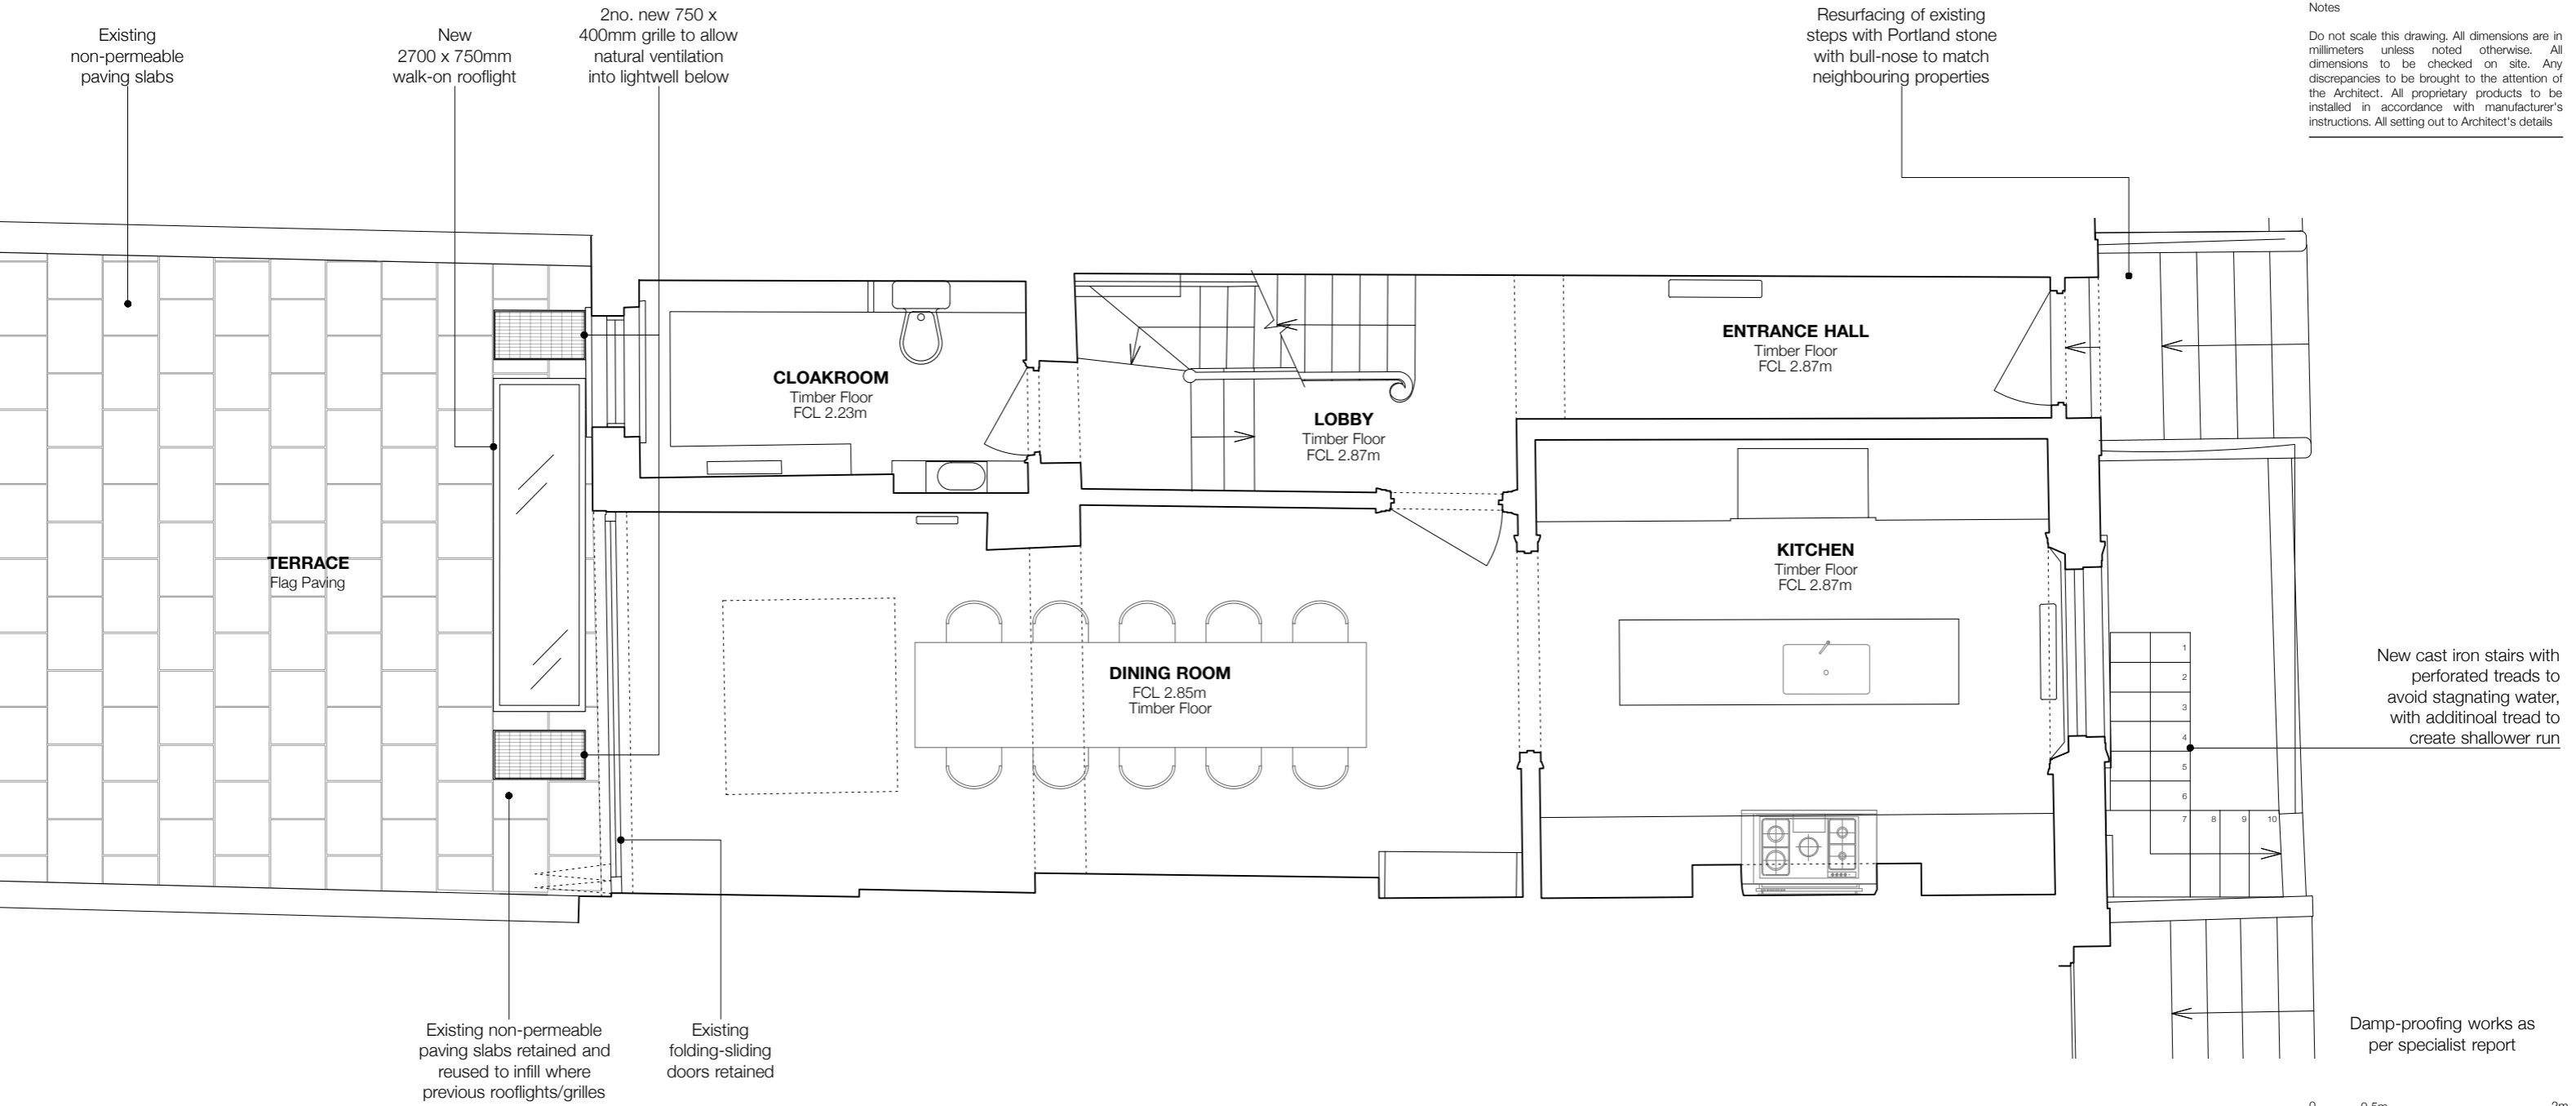 Existing
non-permeable
paving slabs
New
2700 x 750mm
walk-on rooflight
2no. new 750 x
400mm grille to allow
natural ventilation
into lightwell below
Resurfacing of existing
steps with Portland stone
with bull-nose to match
neighbouring properties
Notes
Do not scale this drawing. All dimensions are in
millimeters unless noted otherwise. All
dimensions to be checked on site. Any
discrepancies to be brought to the attention of
the Architect. All proprietary products to be
installed in accordance with manufacturer's
instructions. All setting out to Architect's details
CLOAKROOM
Timber Floor
FCL 2.23m
LOBBY
Timber Floor
FCL 2.87m
ENTRANCE HALL
Timber Floor
FCL 2.87m
TERRACE
Flag Paving
DINING ROOM
FCL 2.85m
Timber Floor
KITCHEN
Timber Floor
FCL 2.87m
1
2
3
4
5
6
7 8 9 10
New cast iron stairs with
perforated treads to
avoid stagnating water,
with additinoal tread to
create shallower run
Existing non-permeable
paving slabs retained and
reused to infill where
previous rooflights/grilles
Existing
folding-sliding
doors retained
Damp-proofing works as
per specialist report
0 0.5m 2m